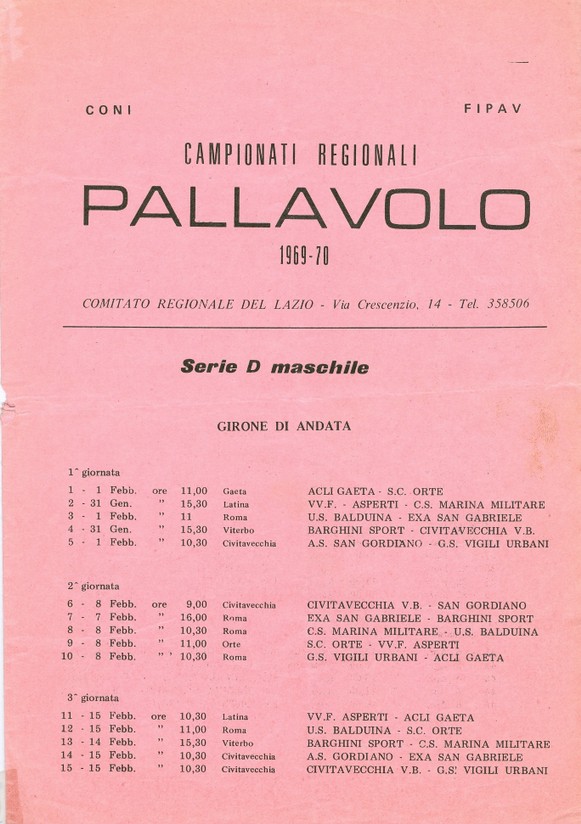 CONI FIPAV
CAMPIONATI REGIONALI
PALLAVOLO
1969-70
COMITATO REGIONALE DEL LAZIO - Via Crescenzio, 14 - Tel. 358506
Serie D maschile
GIRONE DI ANDATA
1ˆ giornata
1 - 1 Febb. ore 11,00 Gaeta ACLI GAETA - S.C. ORTE
2 - 31 Gen. " 15,30 Latina VV.F. - ASPERTI - C.S. MARINA MILITARE
3 - 1 Febb. " 11 Roma U.S. BALDUINA - EXA SAN GABRIELE
4 - 31 Gen. " 15,30 Viterbo BARGHINI SPORT - CIVITAVECCHIA V.B.
5 - 1 Febb. " 10,30 Civitavecchia A.S. SAN GORDIANO - G.S. VIGILI URBANI
2ˆ giornata
6 - 8 Febb. ore 9,00 Civitavecchia CIVITAVECCHIA V.B. - SAN GORDIANO
7 - 7 Febb. " 16,00 Roma EXA SAN GABRIELE - BARGHINI SPORT
8 - 8 Febb. " 10,30 Roma C.S. MARINA MILITARE - U.S. BALDUINA
9 - 8 Febb. " 11,00 Orte S.C. ORTE - VV.F. ASPERTI
10 - 8 Febb. " ' 10,30 Roma G.S. VIGILI URBANI - ACLI GAETA
3ˆ giornata
11 - 15 Febb. ore 10,30 Latina VV.F. ASPERTI - ACLI GAETA
12 - 15 Febb. " 11,00 Roma U.S. BALDUINA - S.C. ORTE
13 - 14 Febb. " 15,30 Viterbo BARGHINI SPORT - C.S. MARINA MILITARE
14 - 15 Febb. " 10,30 Civitavecchia A.S. GORDIANO - EXA SAN GABRIELE
15 - 15 Febb. " 10,30 Civitavecchia CIVITAVECCHIA V.B. - G.S. VIGILI URBANI